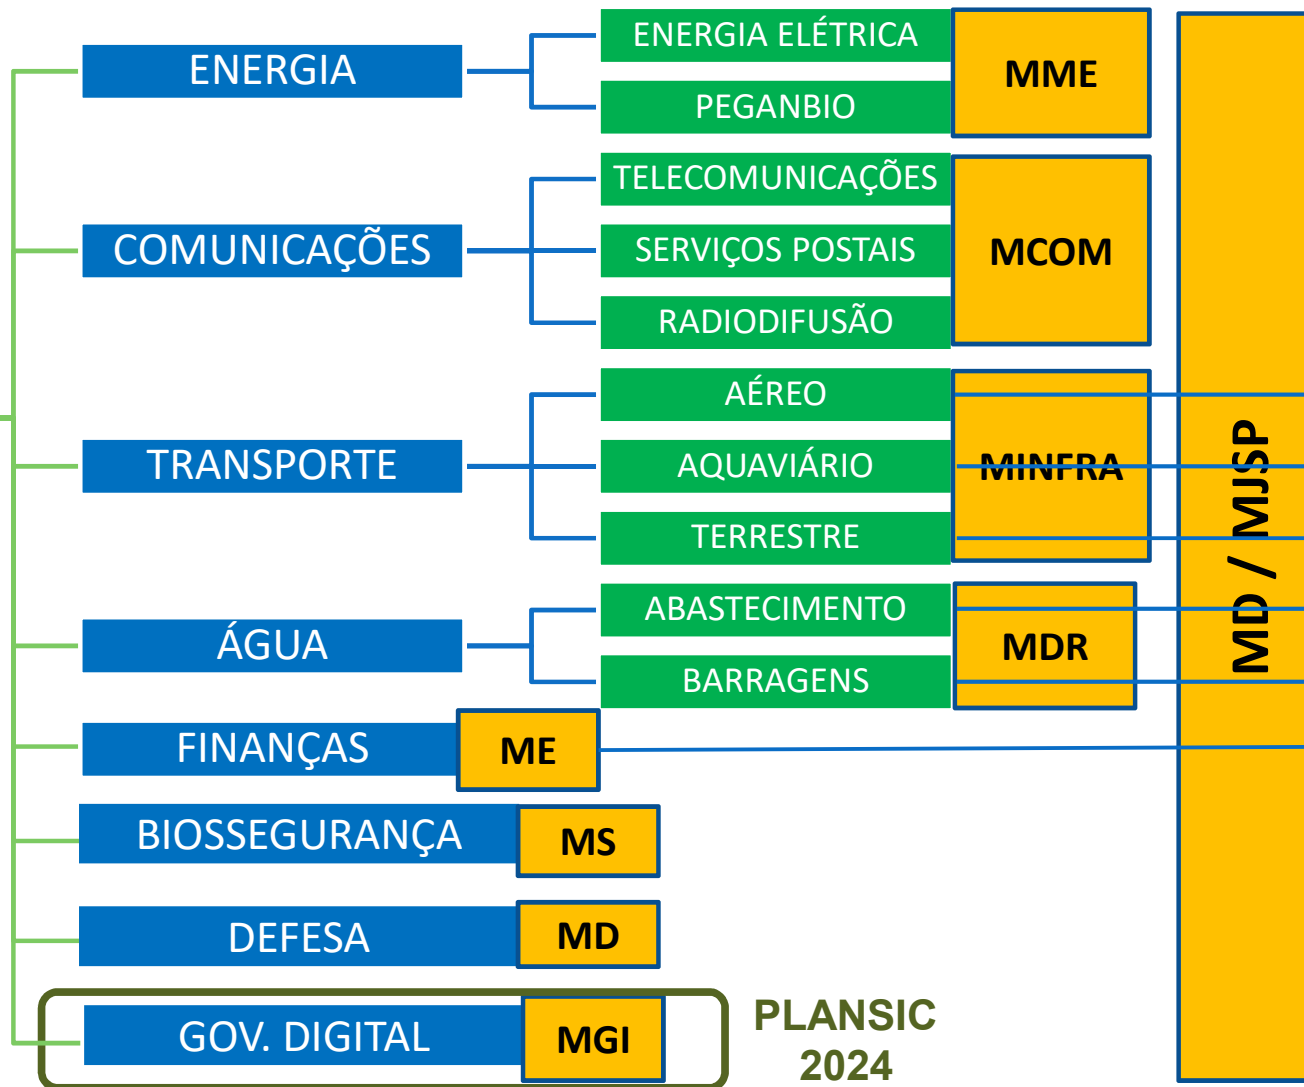 ENERGIA
ENERGIA ELÉTRICA
PEGANBIO
MME
COMUNICAÇÕES
TELECOMUNICAÇÕES
SERVIÇOS POSTAIS
RADIODIFUSÃO
MCOM
TRANSPORTE
AÉREO
AQUAVIÁRIO
TERRESTRE
MINFRA
ÁGUA
ABASTECIMENTO
BARRAGENS
MDR
FINANÇAS
ME
BIOSSEGURANÇA
MS
DEFESA
MD
GOV. DIGITAL
MGI
PLANSIC
2024
MD / MJSP